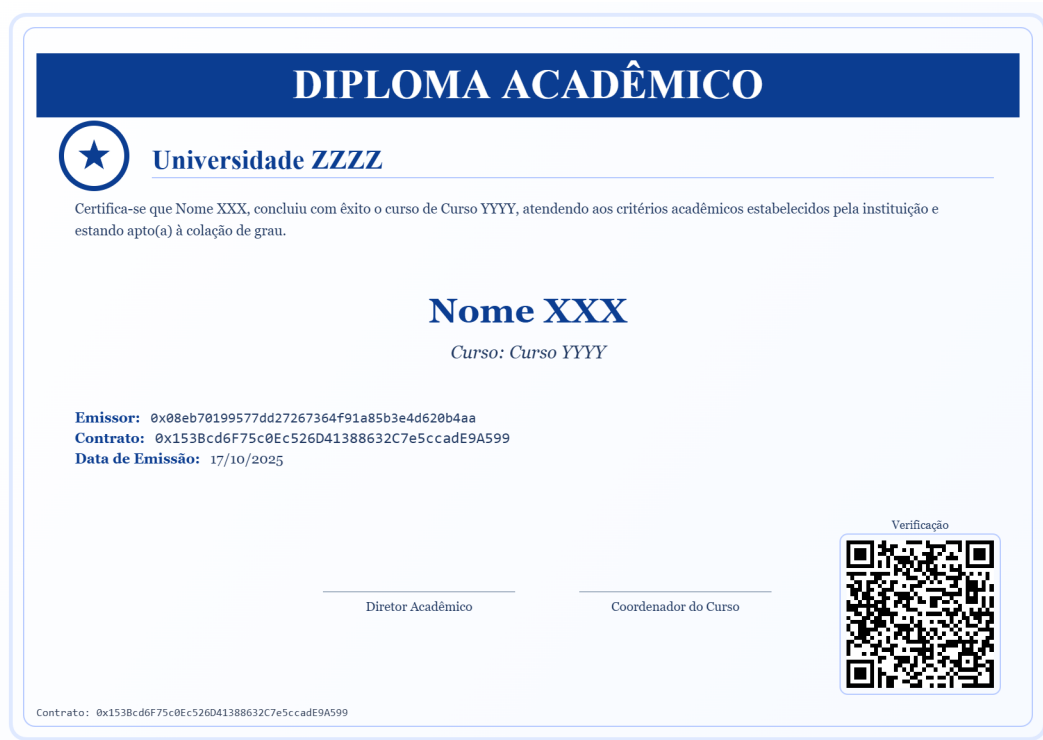 DIPLOMA ACADÊMICO
Universidade ZZZZ
Certifica-se que Nome XXX, concluiu com êxito o curso de Curso YYYY, atendendo aos critérios acadêmicos estabelecidos pela instituição e
estando apto(a) à colação de grau.
Nome XXX
Curso: Curso YYYY
Emissor: 0x08eb70199577dd27267364f91a85b3e4d620b4aa
Contrato: 0x153Bcd6F75c0Ec526D41388632C7e5ccadE9A599
Data de Emissão: 17/10/2025
Verificação
Diretor Acadêmico
Coordenador do Curso
Contrato: 0x153Bcd6F75c0Ec526D41388632C7e5ccadE9A599